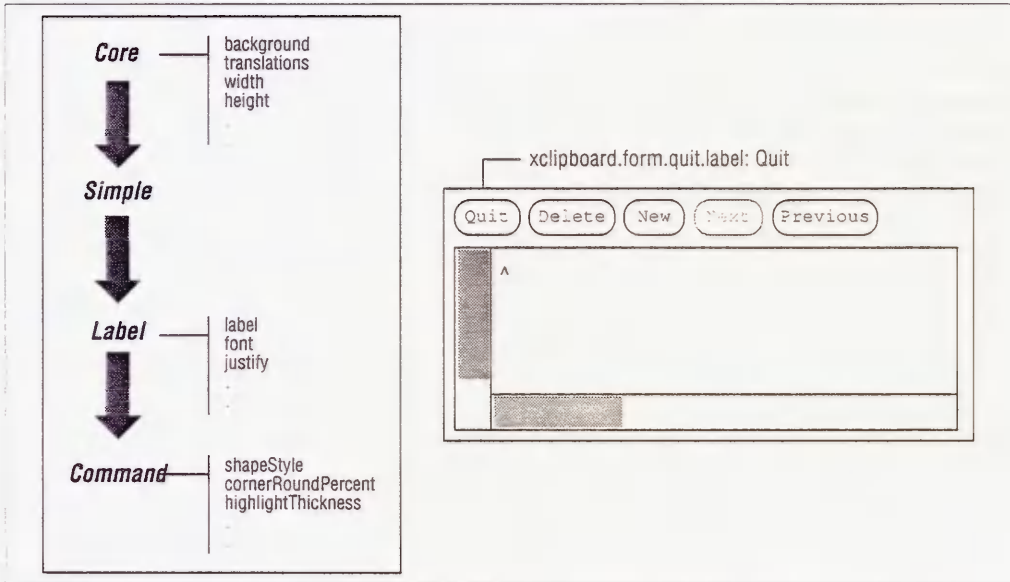 Core
background
translations
width
height
Simple
Label
label
font
justify
Command
shapeStyle
cornerRoundPercent
highlightThickness
xclipboard.form.quit.label: Quit
Quit Delete New Next Previous
^